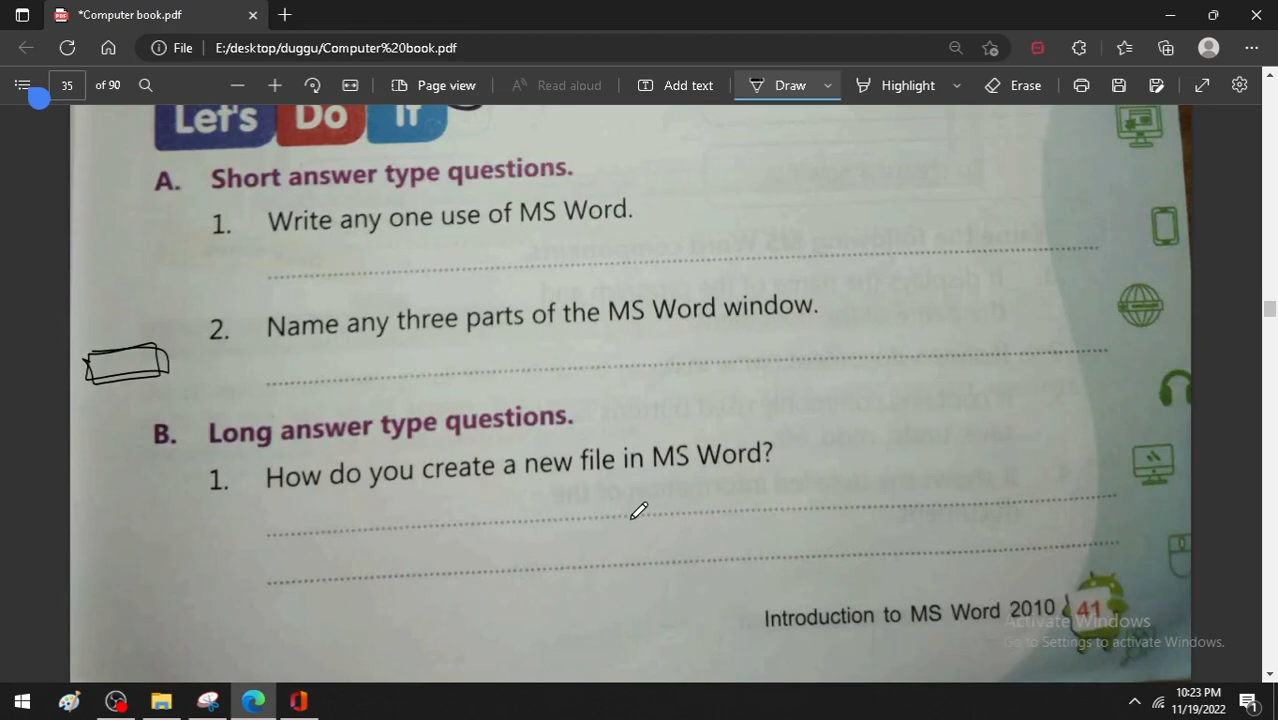 *Computer book.pdf
File
E:/desktop/duggu/Computer%20book.pdf
35 of 90
Page view
Read aloud
Add text
Draw
Highlight
Erase
Let's Do It
A. Short answer type questions.
1. Write any one use of MS Word.
2. Name any three parts of the MS Word window.
B. Long answer type questions.
1. How do you create a new file in MS Word?
Introduction to MS Word 2010 41
Activate Windows
Go to Settings to activate Windows.
10:23 PM
11/19/2022